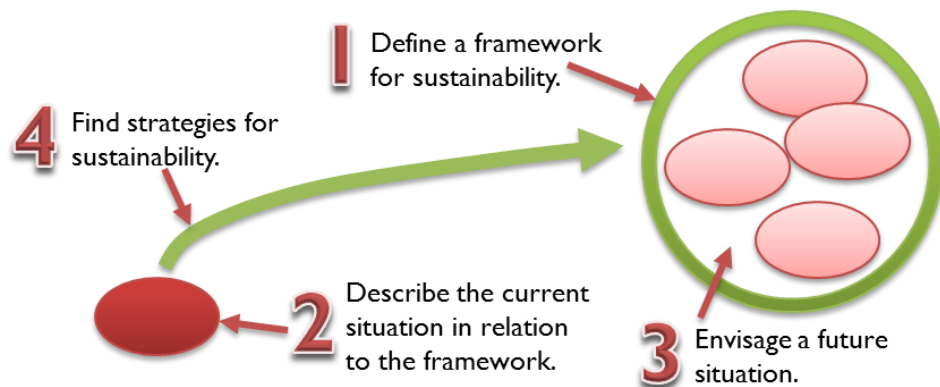 1 Define a framework
for sustainability.
4 Find strategies for
sustainability.
2 Describe the current
situation in relation
to the framework.
3 Envisage a future
situation.